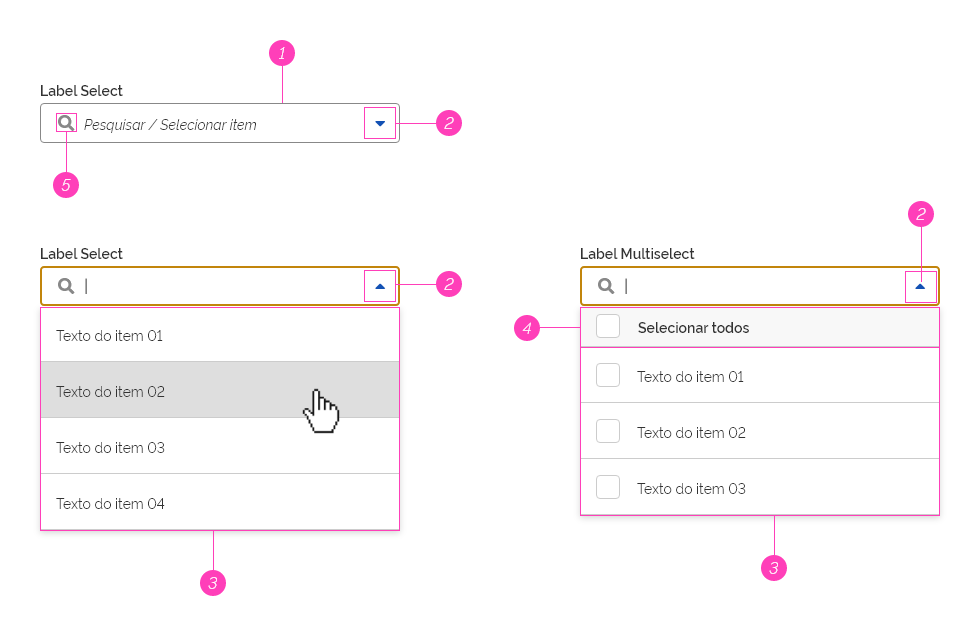 1
Label Select
Pesquisar / Selecionar item
2
5
Label Select
2
Texto do item 01
Texto do item 02
Texto do item 03
Texto do item 04
3
2
Label Multiselect
4
Selecionar todos
Texto do item 01
Texto do item 02
Texto do item 03
3